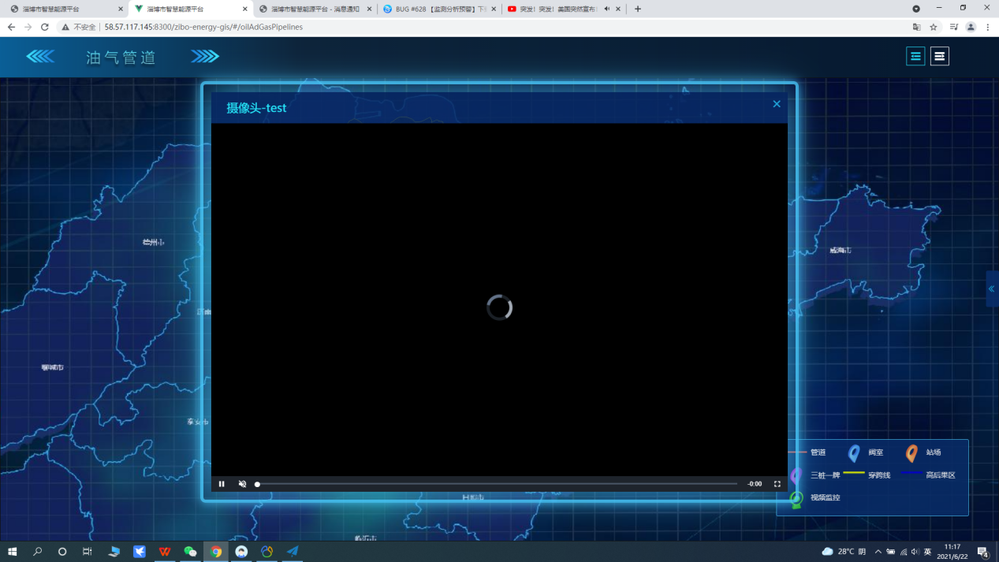 淄博市智慧能源平台
淄博市智慧能源平台
淄博市智慧能源平台 - 消息通知
BUG #628 【监测分析预警】下
突发！突发！美国突然宣布
不安全 | 58.57.117.145:8300/zibo-energy-gis/#/oilAdGasPipelines
油气管道
摄像头-test
威海市
聊城市
泰安市
日照市
临沂市
-0:00
管道 阀室 站场
三桩一牌 穿跨线 高后果区
视频监控
28°C 阴
英
11:17
2021/6/22
4